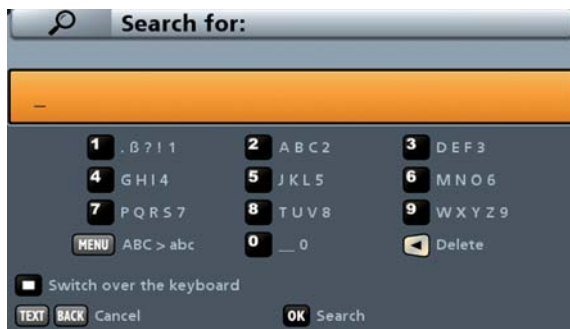 Search for:
_
1 . ß ? ! 1 2 A B C 2 3 D E F 3
4 G H I 4 5 J K L 5 6 M N O 6
7 P Q R S 7 8 T U V 8 9 W X Y Z 9
MENU ABC > abc 0 _ 0 Delete
Switch over the keyboard
TEXT BACK Cancel OK Search